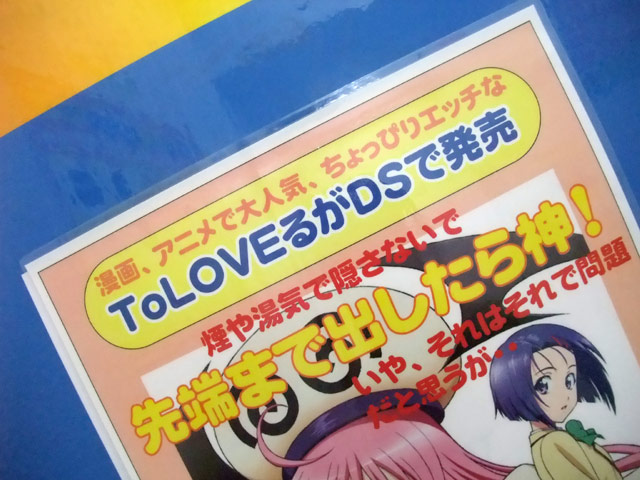 漫画、アニメで大人気、ちょっぴりエッチな
ToLOVEるがDSで発売
煙や湯気で隠さないで
先端まで出したら神！
いや、それはそれで問題
だと思うが・・